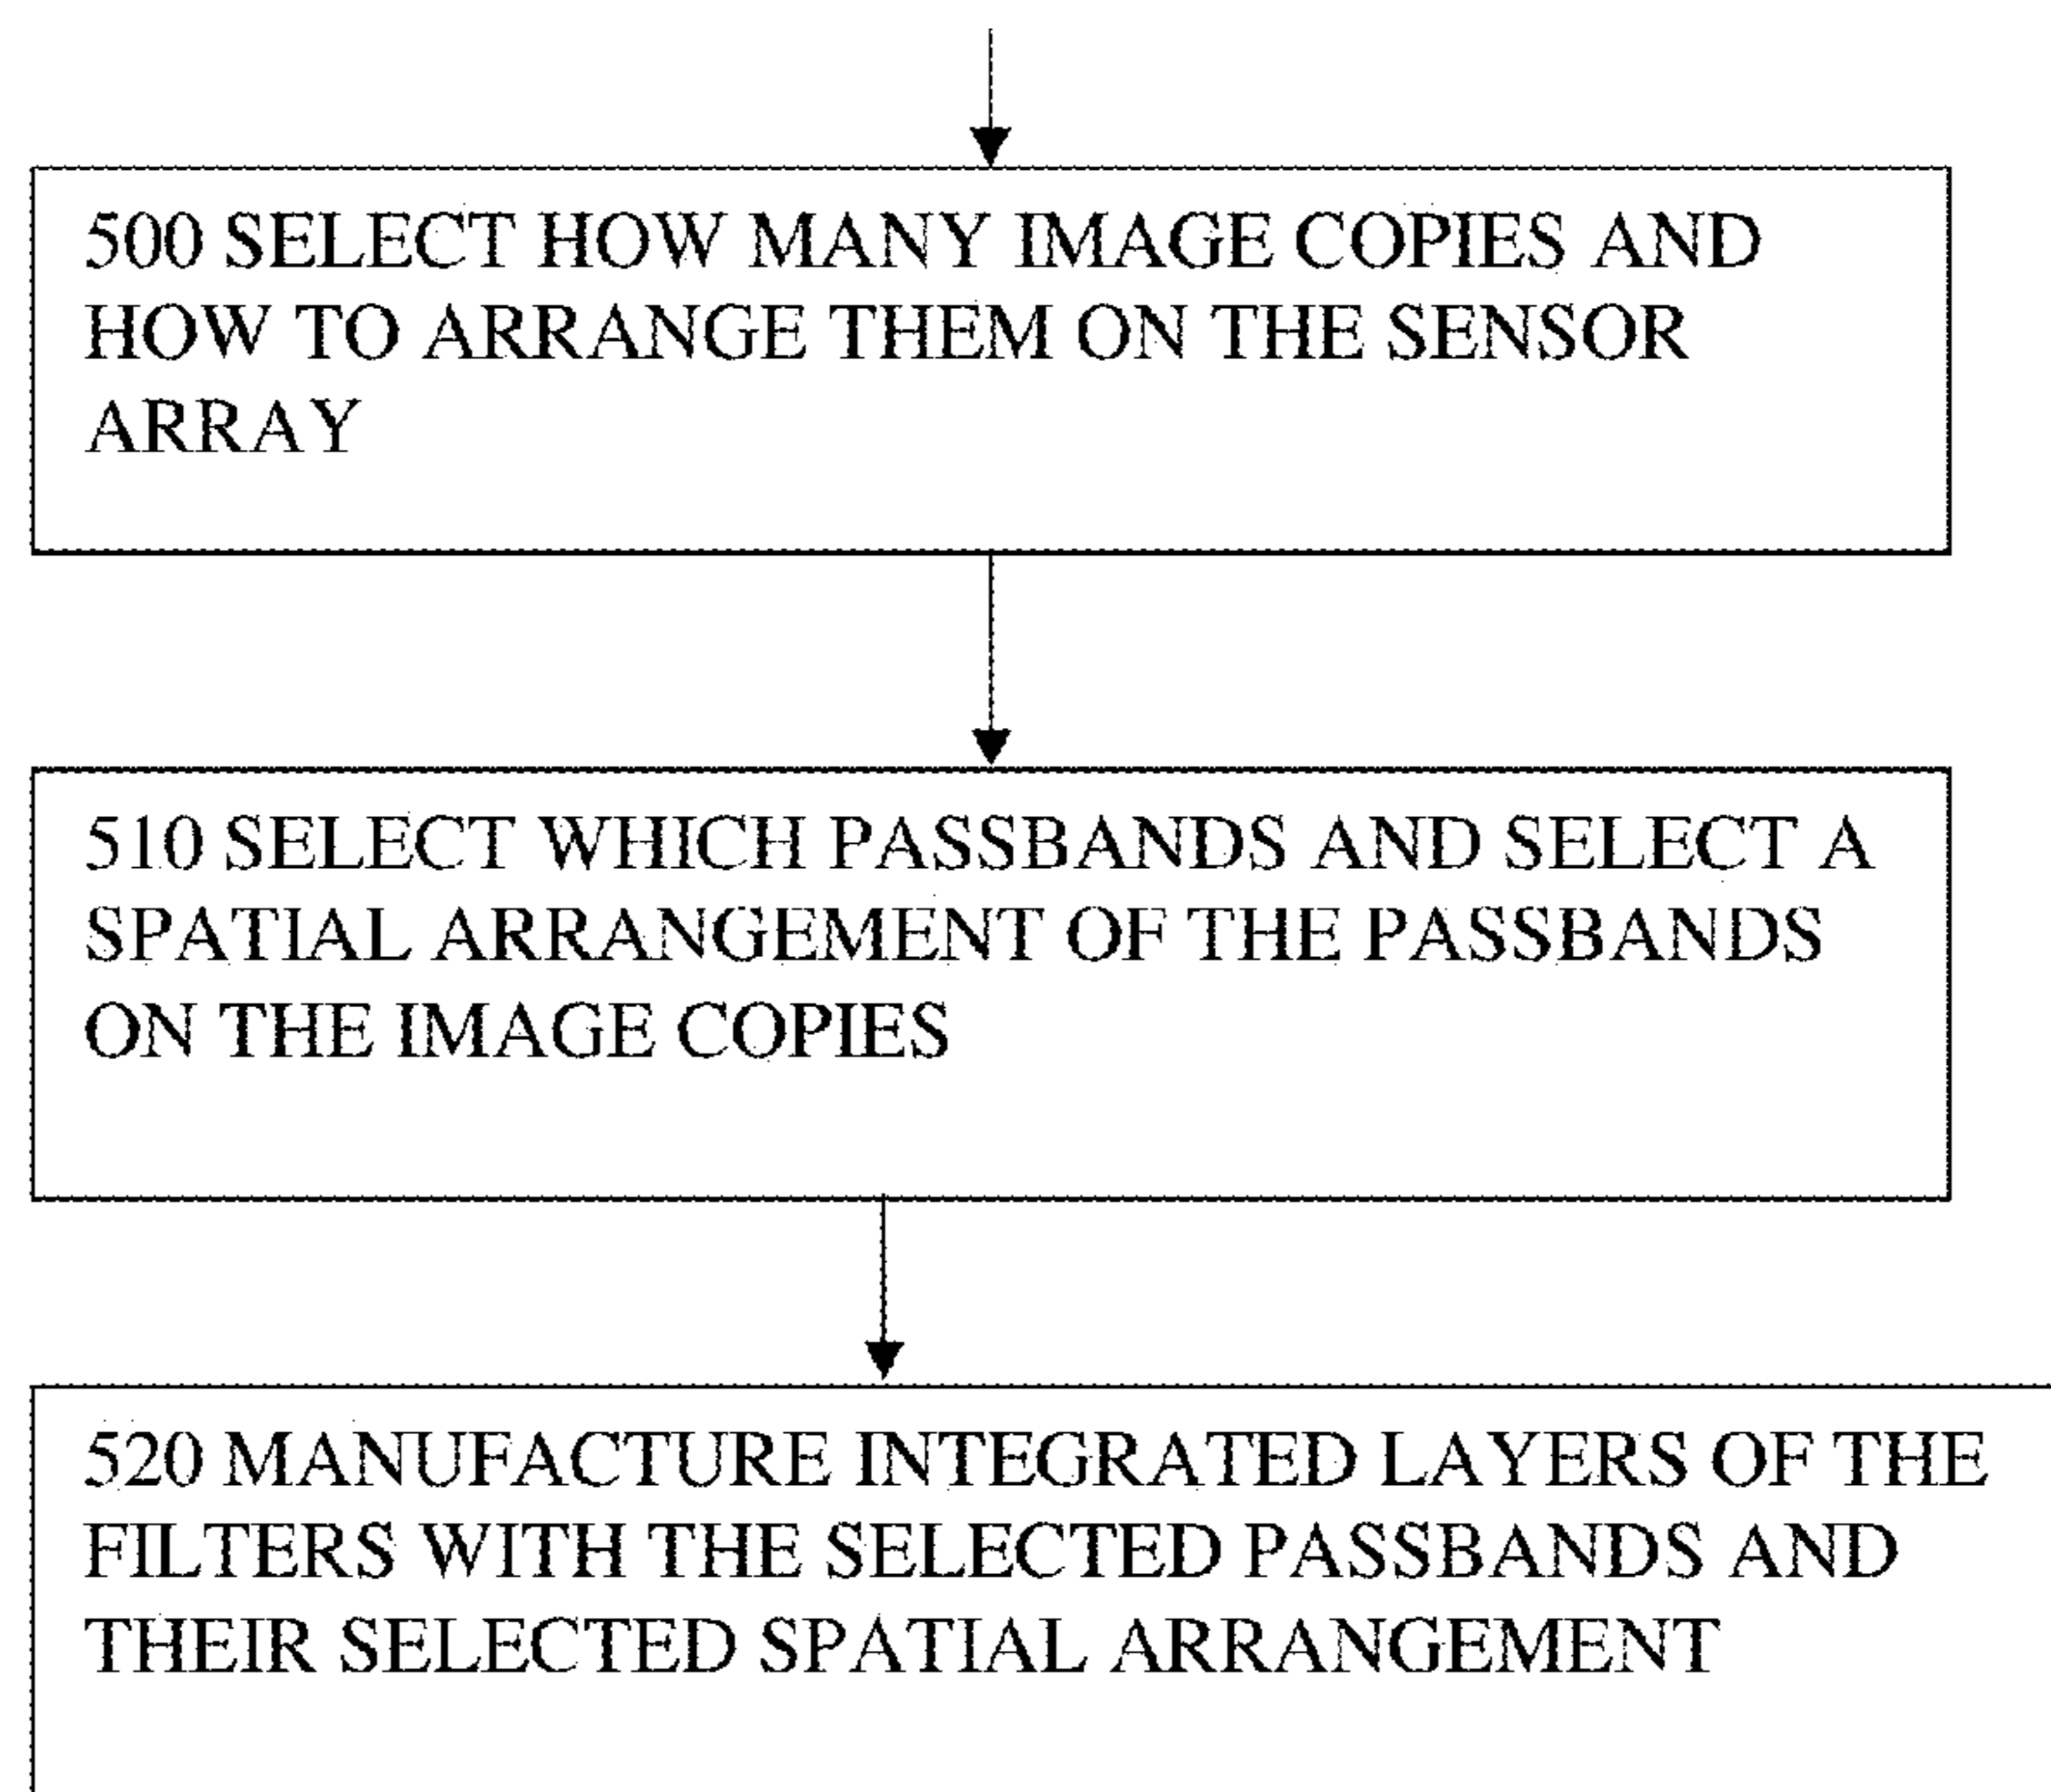 500 SELECT HOW MANY IMAGE COPIES AND
HOW TO ARRANGE THEM ON THE SENSOR
ARRAY
510 SELECT WHICH PASSBANDS AND SELECT A
SPATIAL ARRANGEMENT OF THE PASSBANDS
ON THE IMAGE COPIES
520 MANUFACTURE INTEGRATED LAYERS OF THE
FILTERS WITH THE SELECTED PASSBANDS AND
THEIR SELECTED SPATIAL ARRANGEMENT